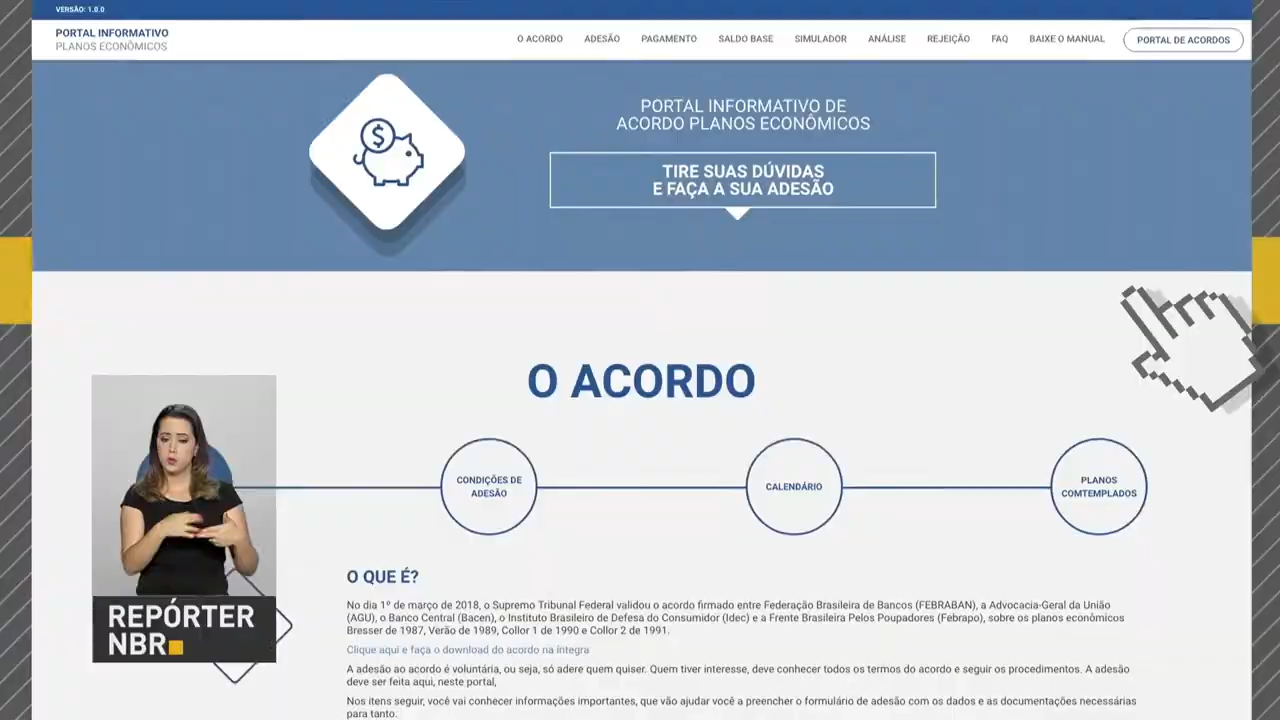 VERSÃO: 1.0.0
PORTAL INFORMATIVO
PLANOS ECONÔMICOS
O ACORDO ADESÃO PAGAMENTO SALDO BASE SIMULADOR ANÁLISE REJEIÇÃO FAQ BAIXE O MANUAL PORTAL DE ACORDOS
PORTAL INFORMATIVO DE
ACORDO PLANOS ECONÔMICOS
TIRE SUAS DÚVIDAS
E FAÇA A SUA ADESÃO
O ACORDO
CONDIÇÕES DE
ADESÃO
CALENDÁRIO
PLANOS
COMTEMPLADOS
O QUE É?
No dia 1º de março de 2018, o Supremo Tribunal Federal validou o acordo firmado entre Federação Brasileira de Bancos (FEBRABAN), a Advocacia-Geral da União
(AGU), o Banco Central (Bacen), o Instituto Brasileiro de Defesa do Consumidor (Idec) e a Frente Brasileira Pelos Poupadores (Febrapo), sobre os planos econômicos
Bresser de 1987, Verão de 1989, Collor 1 de 1990 e Collor 2 de 1991.
Clique aqui e faça o download do acordo na íntegra
A adesão ao acordo é voluntária, ou seja, só adere quem quiser. Quem tiver interesse, deve conhecer todos os termos do acordo e seguir os procedimentos. A adesão
deve ser feita aqui, neste portal,
Nos itens seguir, você vai conhecer informações importantes, que vão ajudar você a preencher o formulário de adesão com os dados e as documentações necessárias
para tanto.
REPÓRTER
NBR